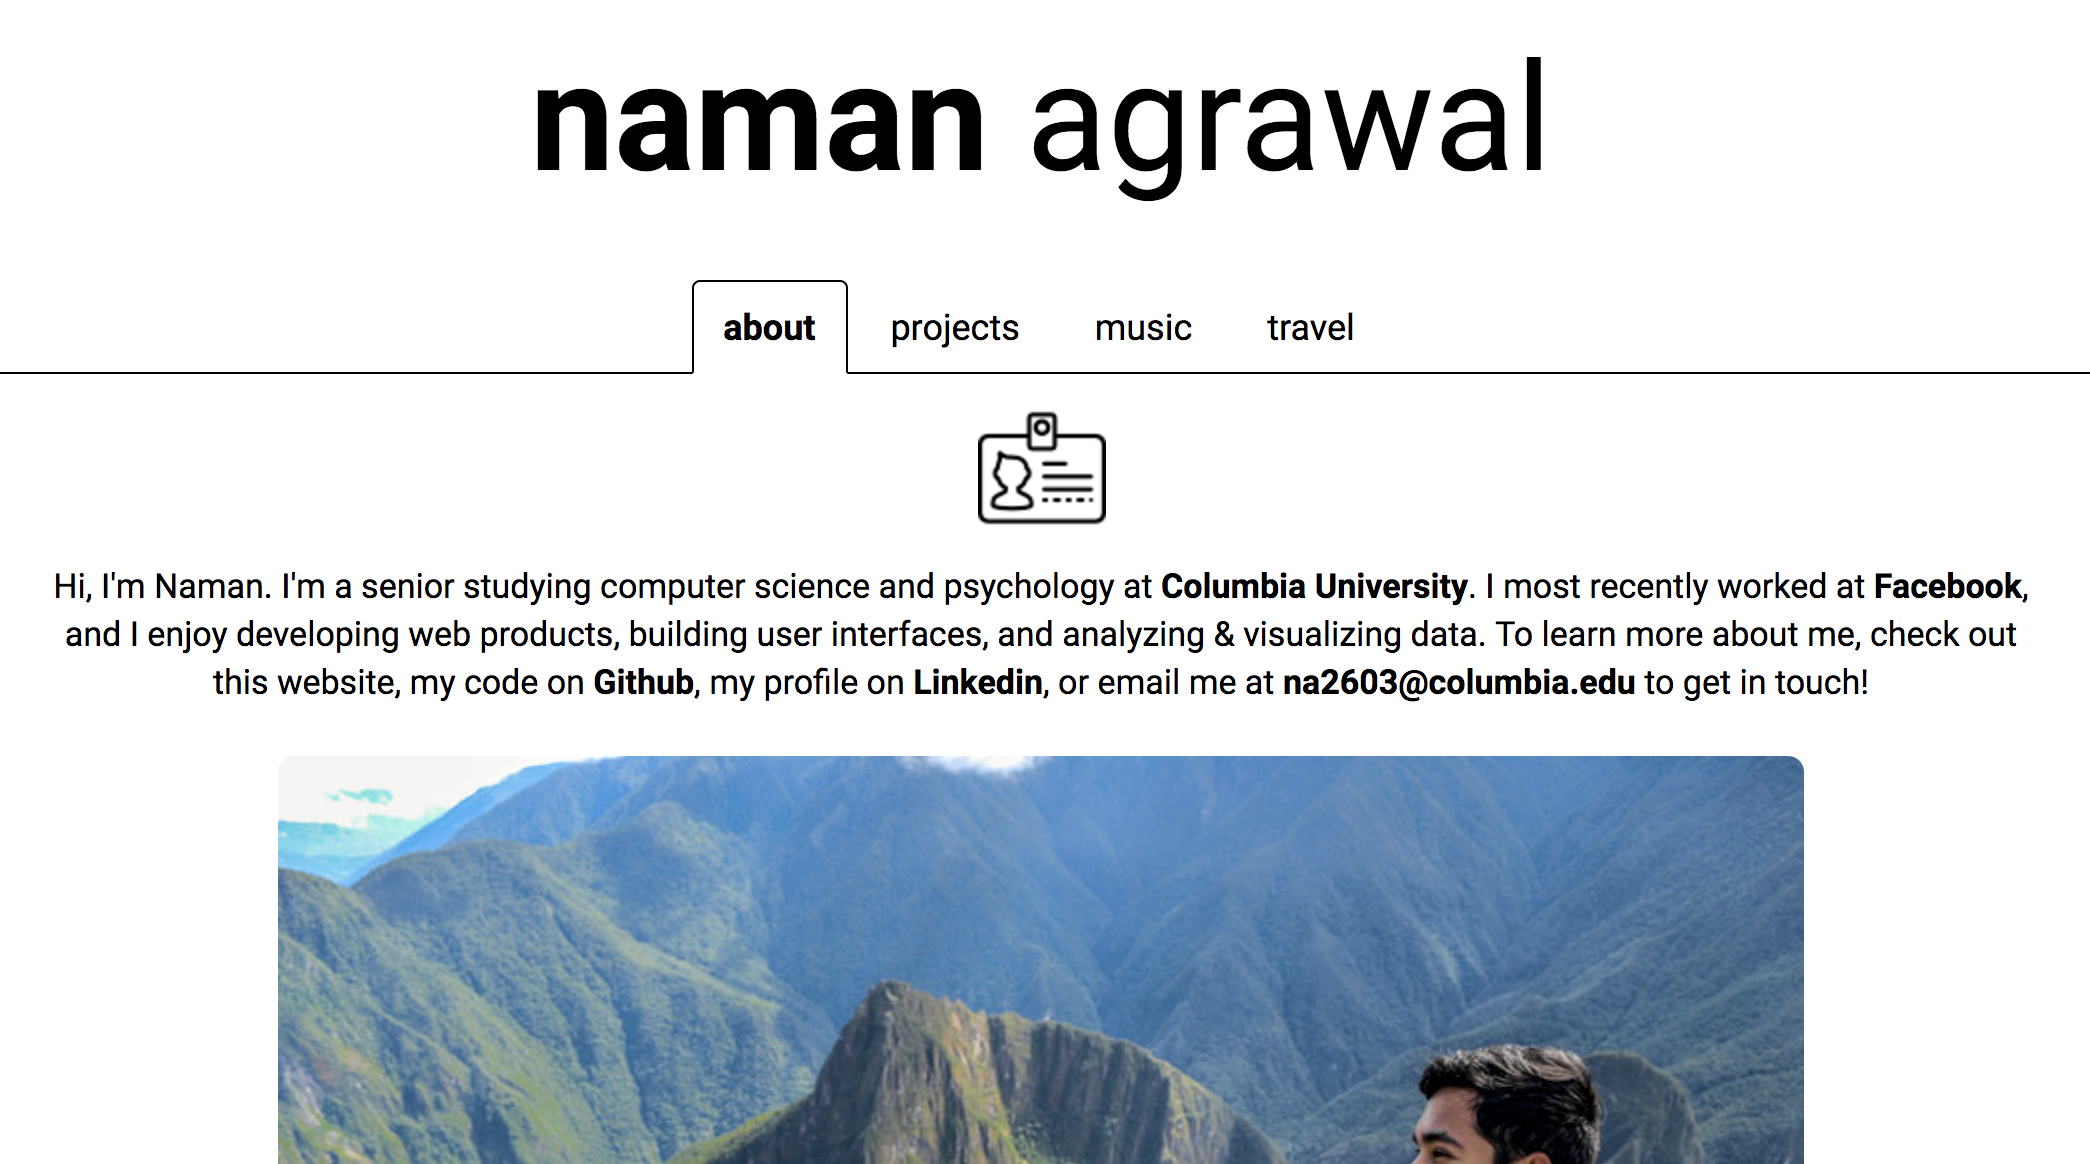 naman agrawal
about projects music travel
Hi, I'm Naman. I'm a senior studying computer science and psychology at Columbia University. I most recently worked at Facebook,
and I enjoy developing web products, building user interfaces, and analyzing & visualizing data. To learn more about me, check out
this website, my code on Github, my profile on Linkedin, or email me at na2603@columbia.edu to get in touch!